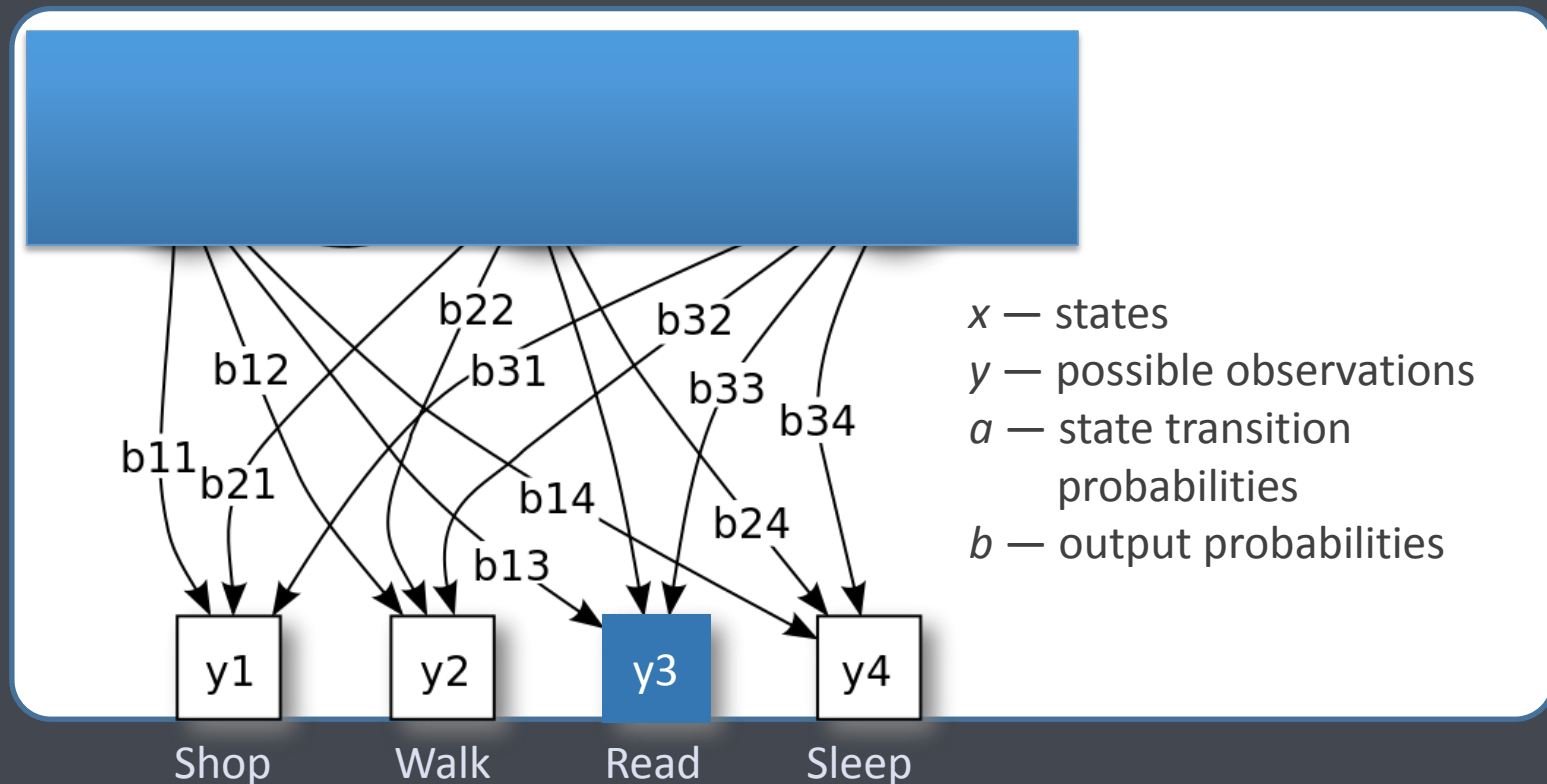 b22
b32
b12
b31
b33
b34
b11
b21
b14
b24
b13
x — states
y — possible observations
a — state transition
probabilities
b — output probabilities
y1
y2
y3
y4
Shop
Walk
Read
Sleep